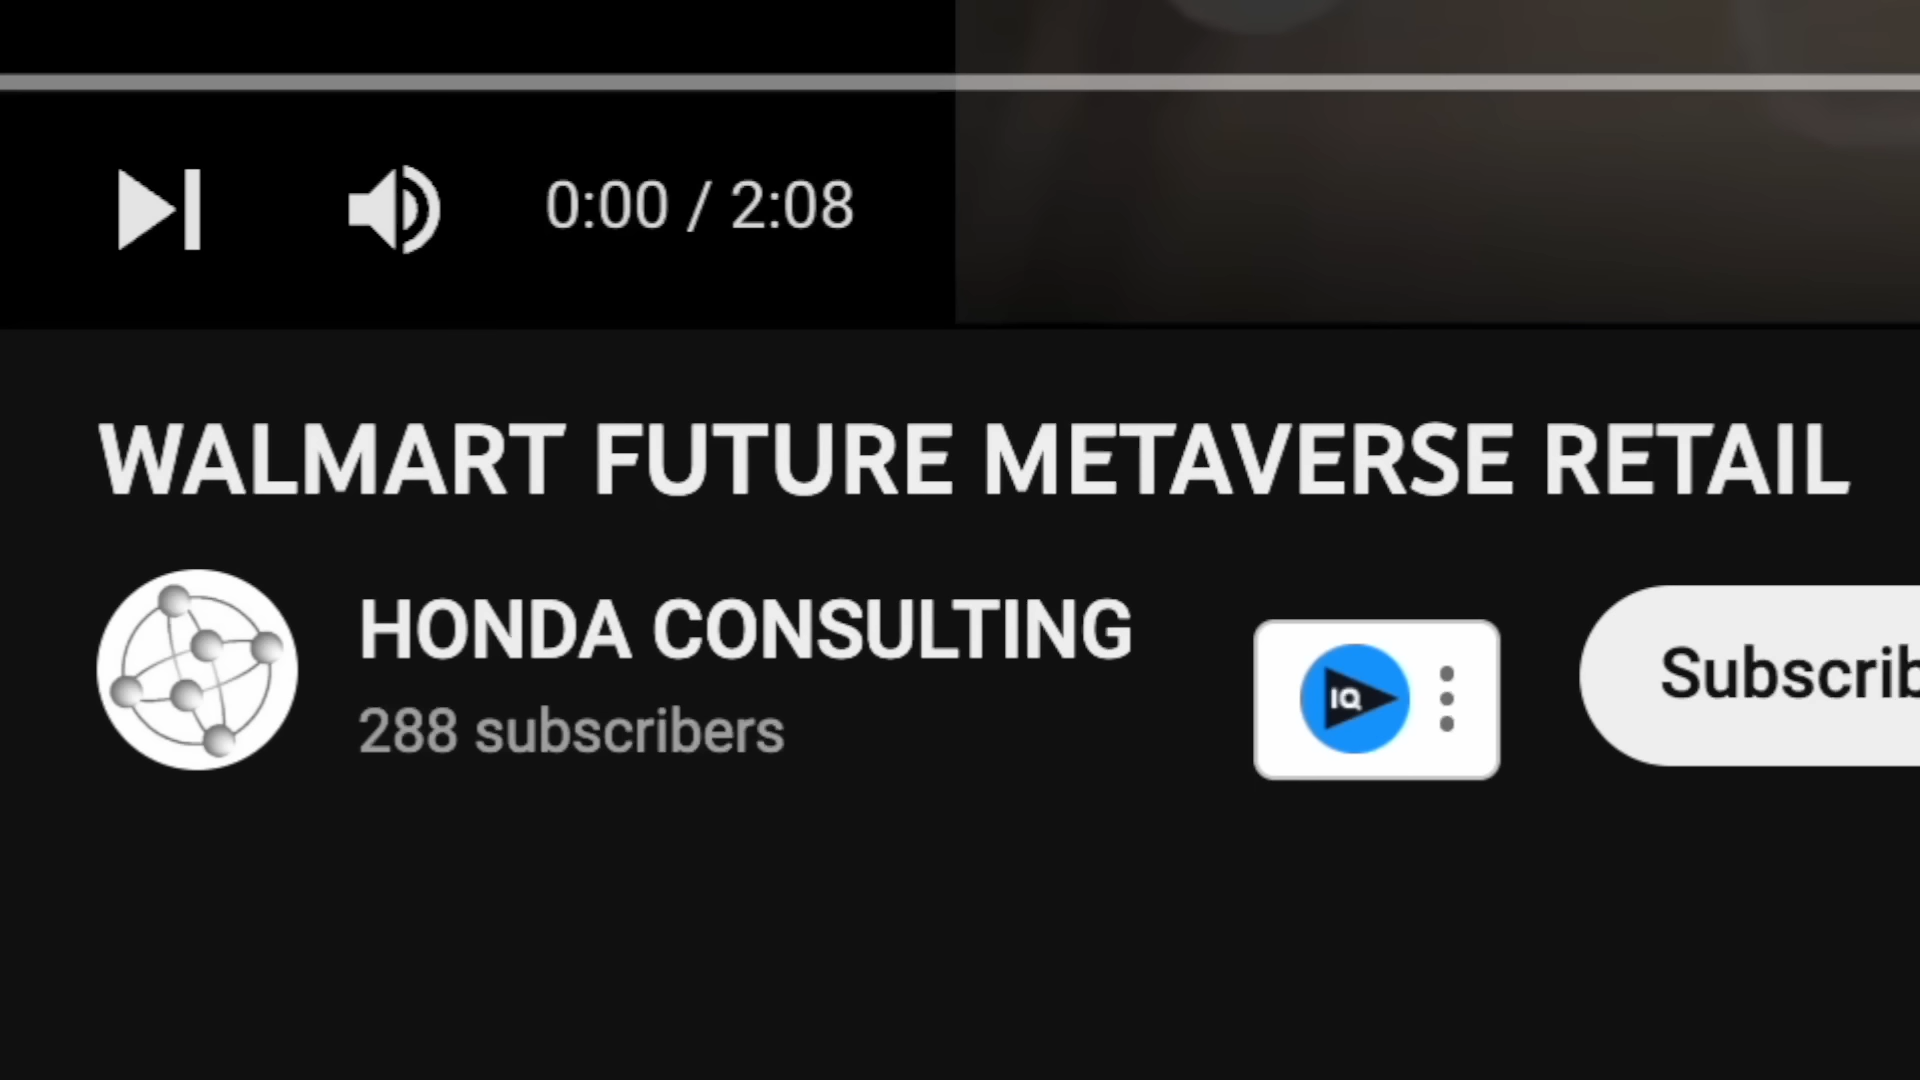 0:00 / 2:08
WALMART FUTURE METAVERSE RETAIL
HONDA CONSULTING
288 subscribers
IQ
Subscrib